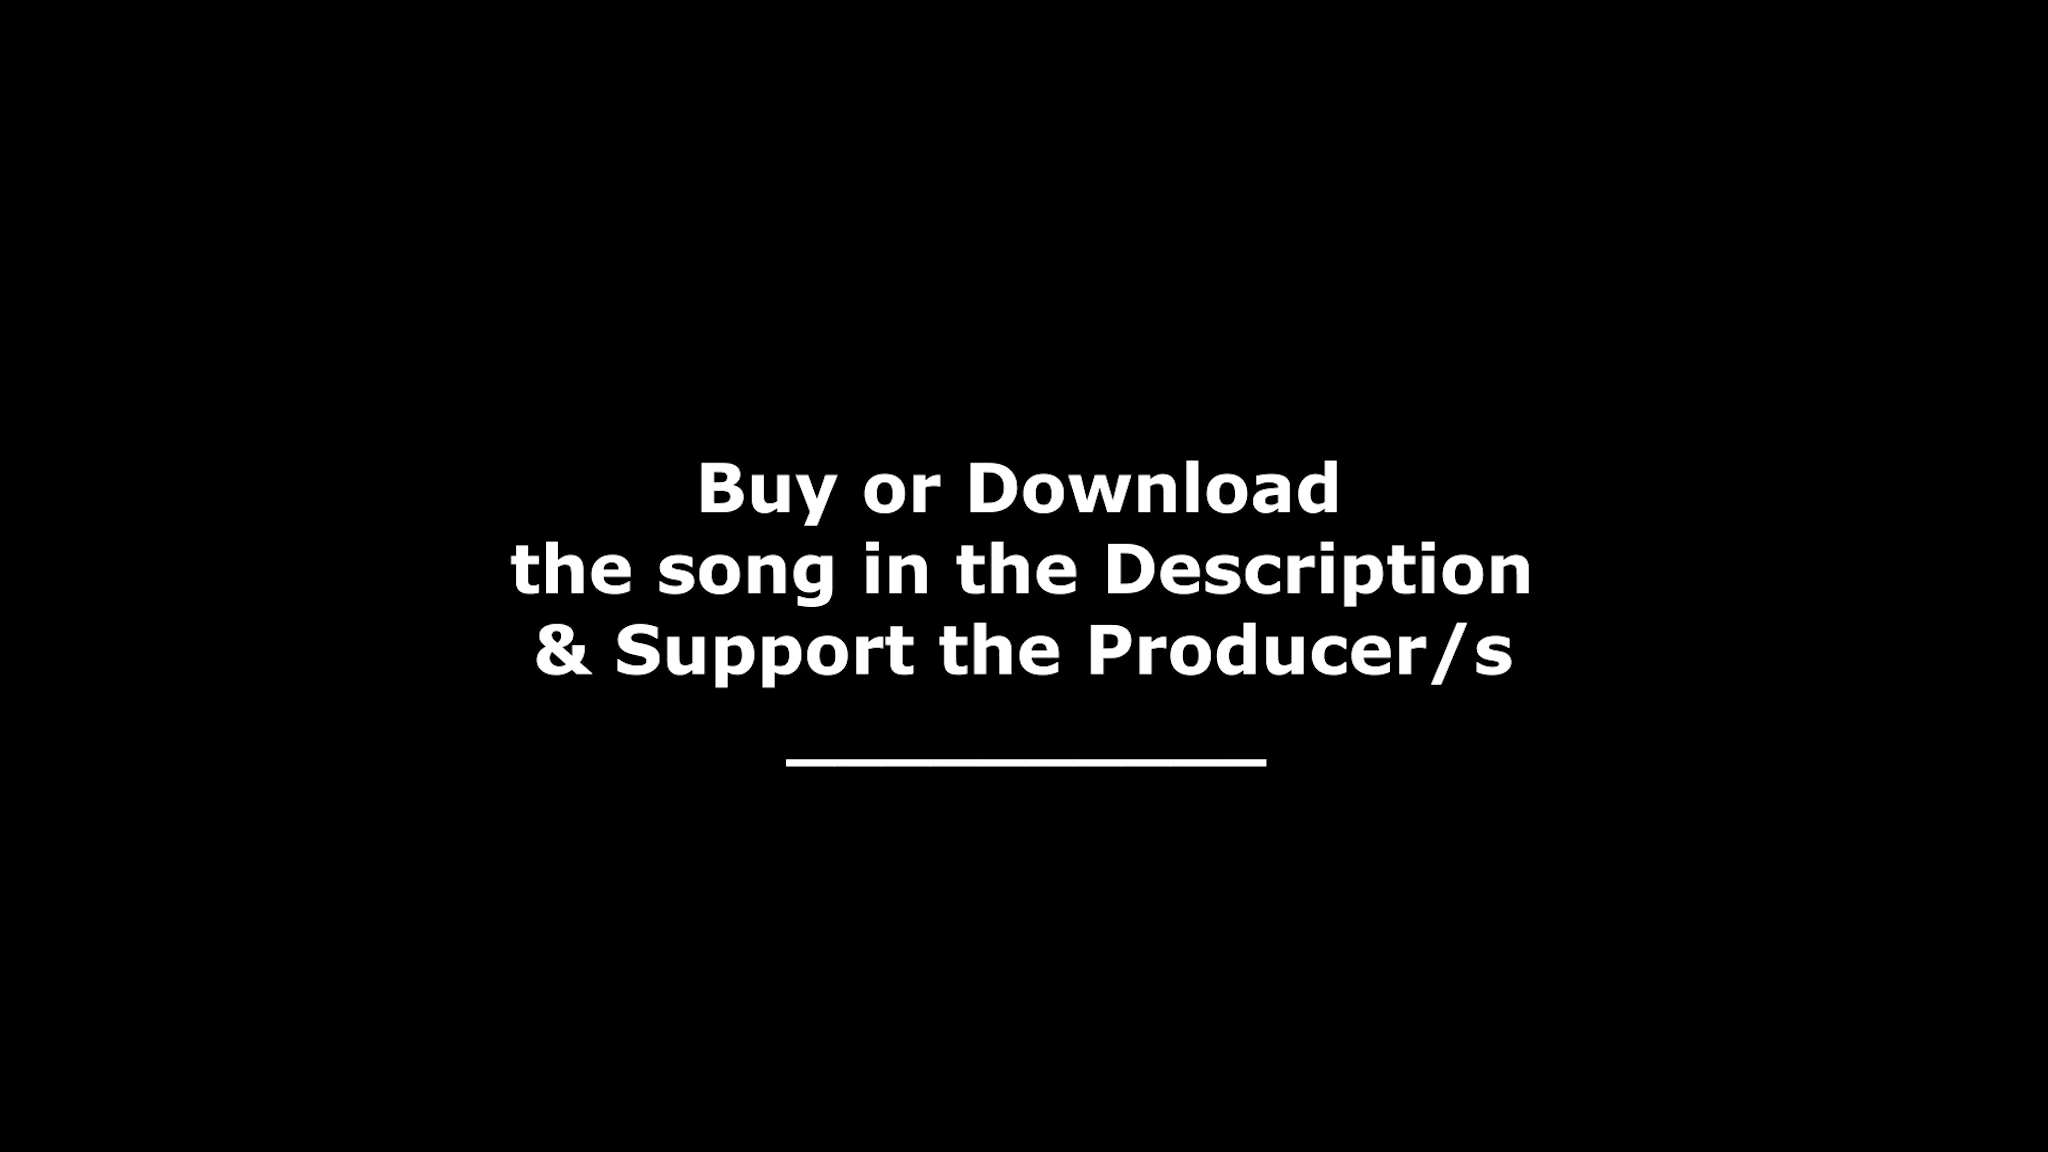 Buy or Download
the song in the Description
& Support the Producer/s